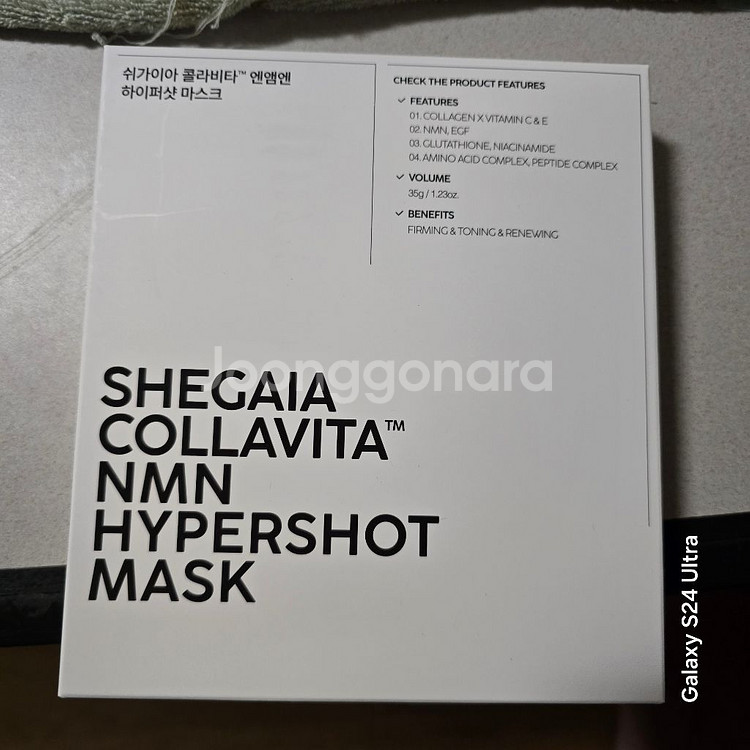 쉬가이아 콜라비타™ 엔앰엔
하이퍼샷 마스크
CHECK THE PRODUCT FEATURES
✓ FEATURES
01. COLLAGEN X VITAMIN C & E
02. NMN, EGF
03. GLUTATHIONE, NIACINAMIDE
04. AMINO ACID COMPLEX, PEPTIDE COMPLEX
✓ VOLUME
35g / 1.23oz.
✓ BENEFITS
FIRMING & TONING & RENEWING
Joonggonara
SHEGAIA
COLLAVITA™
NMN
HYPERSHOT
MASK
Galaxy S24 Ultra